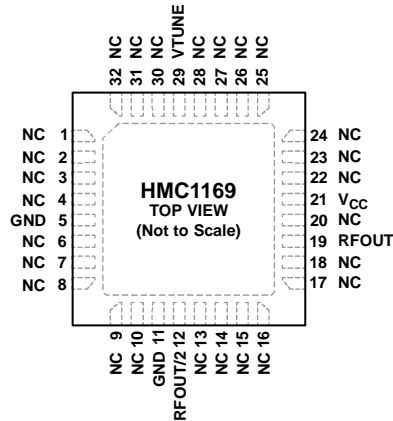 32 NC
31 NC
30 NC
29 VTUNE
28 NC
27 NC
26 NC
25 NC
NC 1
NC 2
NC 3
NC 4
GND 5
NC 6
NC 7
NC 8
HMC1169
TOP VIEW
(Not to Scale)
24 NC
23 NC
22 NC
21 VCC
20 NC
19 RFOUT
18 NC
17 NC
NC 9
NC 10
GND 11
RFOUT/2 12
NC 13
NC 14
NC 15
NC 16